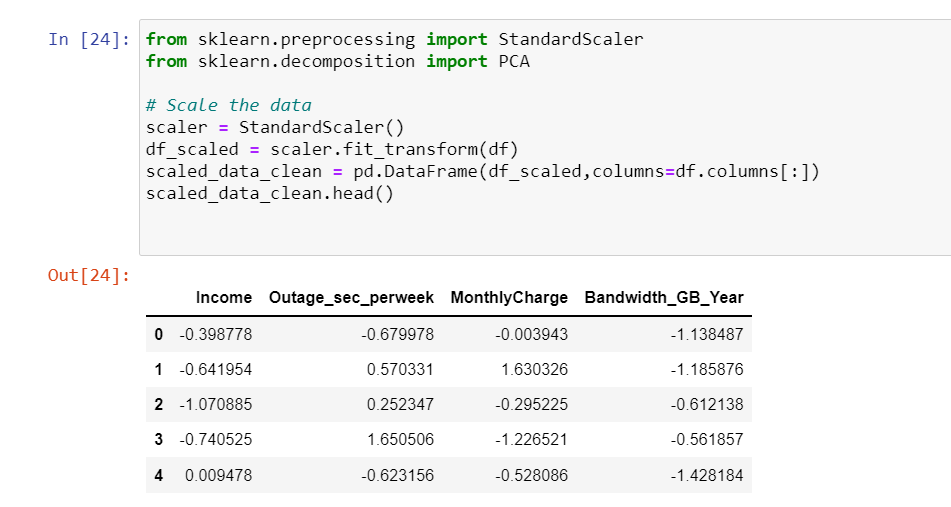 In [24]: from sklearn.preprocessing import StandardScaler
from sklearn.decomposition import PCA
# Scale the data
scaler = StandardScaler()
df_scaled = scaler.fit_transform(df)
scaled_data_clean = pd.DataFrame(df_scaled,columns=df.columns[:])
scaled_data_clean.head()
Out[24]:
Income Outage_sec_perweek MonthlyCharge Bandwidth_GB_Year
0 -0.398778 -0.679978 -0.003943 -1.138487
1 -0.641954 0.570331 1.630326 -1.185876
2 -1.070885 0.252347 -0.295225 -0.612138
3 -0.740525 1.650506 -1.226521 -0.561857
4 0.009478 -0.623156 -0.528086 -1.428184